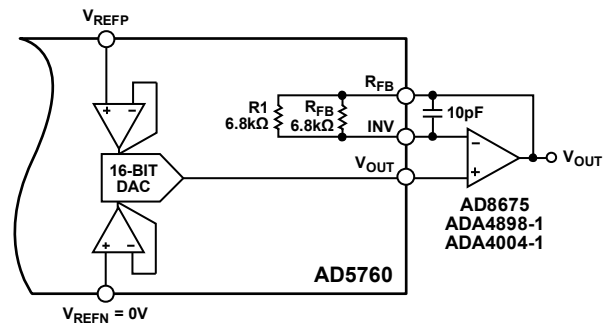 VREFP
R1
6.8kΩ
RFB
6.8kΩ
RFB
INV
VOUT
10pF
+ −
16-BIT
DAC
+ −
−
+
VOUT
AD8675
ADA4898-1
ADA4004-1
AD5760
VREFN = 0V